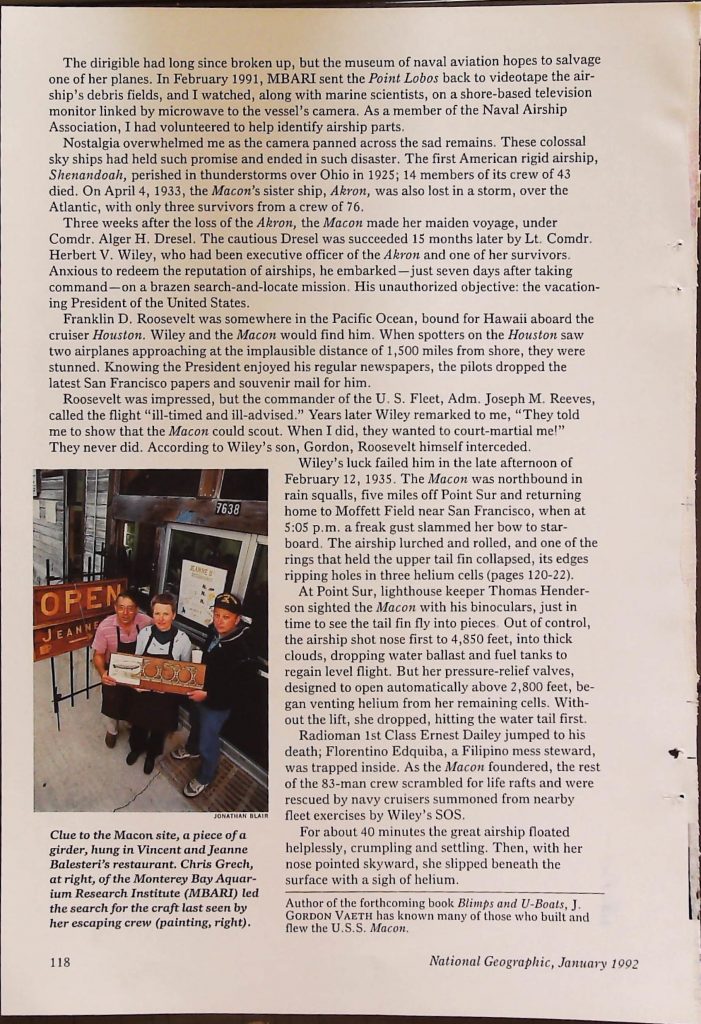 The dirigible had long since broken up, but the museum of naval aviation hopes to salvage
one of her planes. In February 1991, MBARI sent the Point Lobos back to videotape the air-
ship's debris fields, and I watched, along with marine scientists, on a shore-based television
monitor linked by microwave to the vessel's camera. As a member of the Naval Airship
Association, I had volunteered to help identify airship parts.
Nostalgia overwhelmed me as the camera panned across the sad remains. These colossal
sky ships had held such promise and ended in such disaster. The first American rigid airship,
Shenandoah, perished in thunderstorms over Ohio in 1925; 14 members of its crew of 43
died. On April 4, 1933, the Macon's sister ship, Akron, was also lost in a storm, over the
Atlantic, with only three survivors from a crew of 76.
Three weeks after the loss of the Akron, the Macon made her maiden voyage, under
Comdr. Alger H. Dresel. The cautious Dresel was succeeded 15 months later by Lt. Comdr.
Herbert V. Wiley, who had been executive officer of the Akron and one of her survivors.
Anxious to redeem the reputation of airships, he embarked—just seven days after taking
command—on a brazen search-and-locate mission. His unauthorized objective: the vacation-
ing President of the United States.
Franklin D. Roosevelt was somewhere in the Pacific Ocean, bound for Hawaii aboard the
cruiser Houston. Wiley and the Macon would find him. When spotters on the Houston saw
two airplanes approaching at the implausible distance of 1,500 miles from shore, they were
stunned. Knowing the President enjoyed his regular newspapers, the pilots dropped the
latest San Francisco papers and souvenir mail for him.
Roosevelt was impressed, but the commander of the U. S. Fleet, Adm. Joseph M. Reeves,
called the flight "ill-timed and ill-advised." Years later Wiley remarked to me, "They told
me to show that the Macon could scout. When I did, they wanted to court-martial me!"
They never did. According to Wiley's son, Gordon, Roosevelt himself interceded.
Wiley's luck failed him in the late afternoon of
February 12, 1935. The Macon was northbound in
rain squalls, five miles off Point Sur and returning
home to Moffett Field near San Francisco, when at
5:05 p.m. a freak gust slammed her bow to star-
board. The airship lurched and rolled, and one of the
rings that held the upper tail fin collapsed, its edges
ripping holes in three helium cells (pages 120-22).
At Point Sur, lighthouse keeper Thomas Hender-
son sighted the Macon with his binoculars, just in
time to see the tail fin fly into pieces. Out of control,
the airship shot nose first to 4,850 feet, into thick
clouds, dropping water ballast and fuel tanks to
regain level flight. But her pressure-relief valves,
designed to open automatically above 2,800 feet, be-
gan venting helium from her remaining cells. With-
out the lift, she dropped, hitting the water tail first.
Radioman 1st Class Ernest Dailey jumped to his
death; Florentino Edquiba, a Filipino mess steward,
was trapped inside. As the Macon foundered, the rest
of the 83-man crew scrambled for life rafts and were
rescued by navy cruisers summoned from nearby
fleet exercises by Wiley's SOS.
For about 40 minutes the great airship floated
helplessly, crumpling and settling. Then, with her
nose pointed skyward, she slipped beneath the
surface with a sigh of helium.
Author of the forthcoming book Blimps and U-Boats, J.
GORDON VAETH has known many of those who built and
flew the U.S.S. Macon.
7638
JEANNE'S
OPEN
JEANNE
JONATHAN BLAIR
Clue to the Macon site, a piece of a
girder, hung in Vincent and Jeanne
Balesteri's restaurant. Chris Grech,
at right, of the Monterey Bay Aquar-
ium Research Institute (MBARI) led
the search for the craft last seen by
her escaping crew (painting, right).
118
National Geographic, January 1992